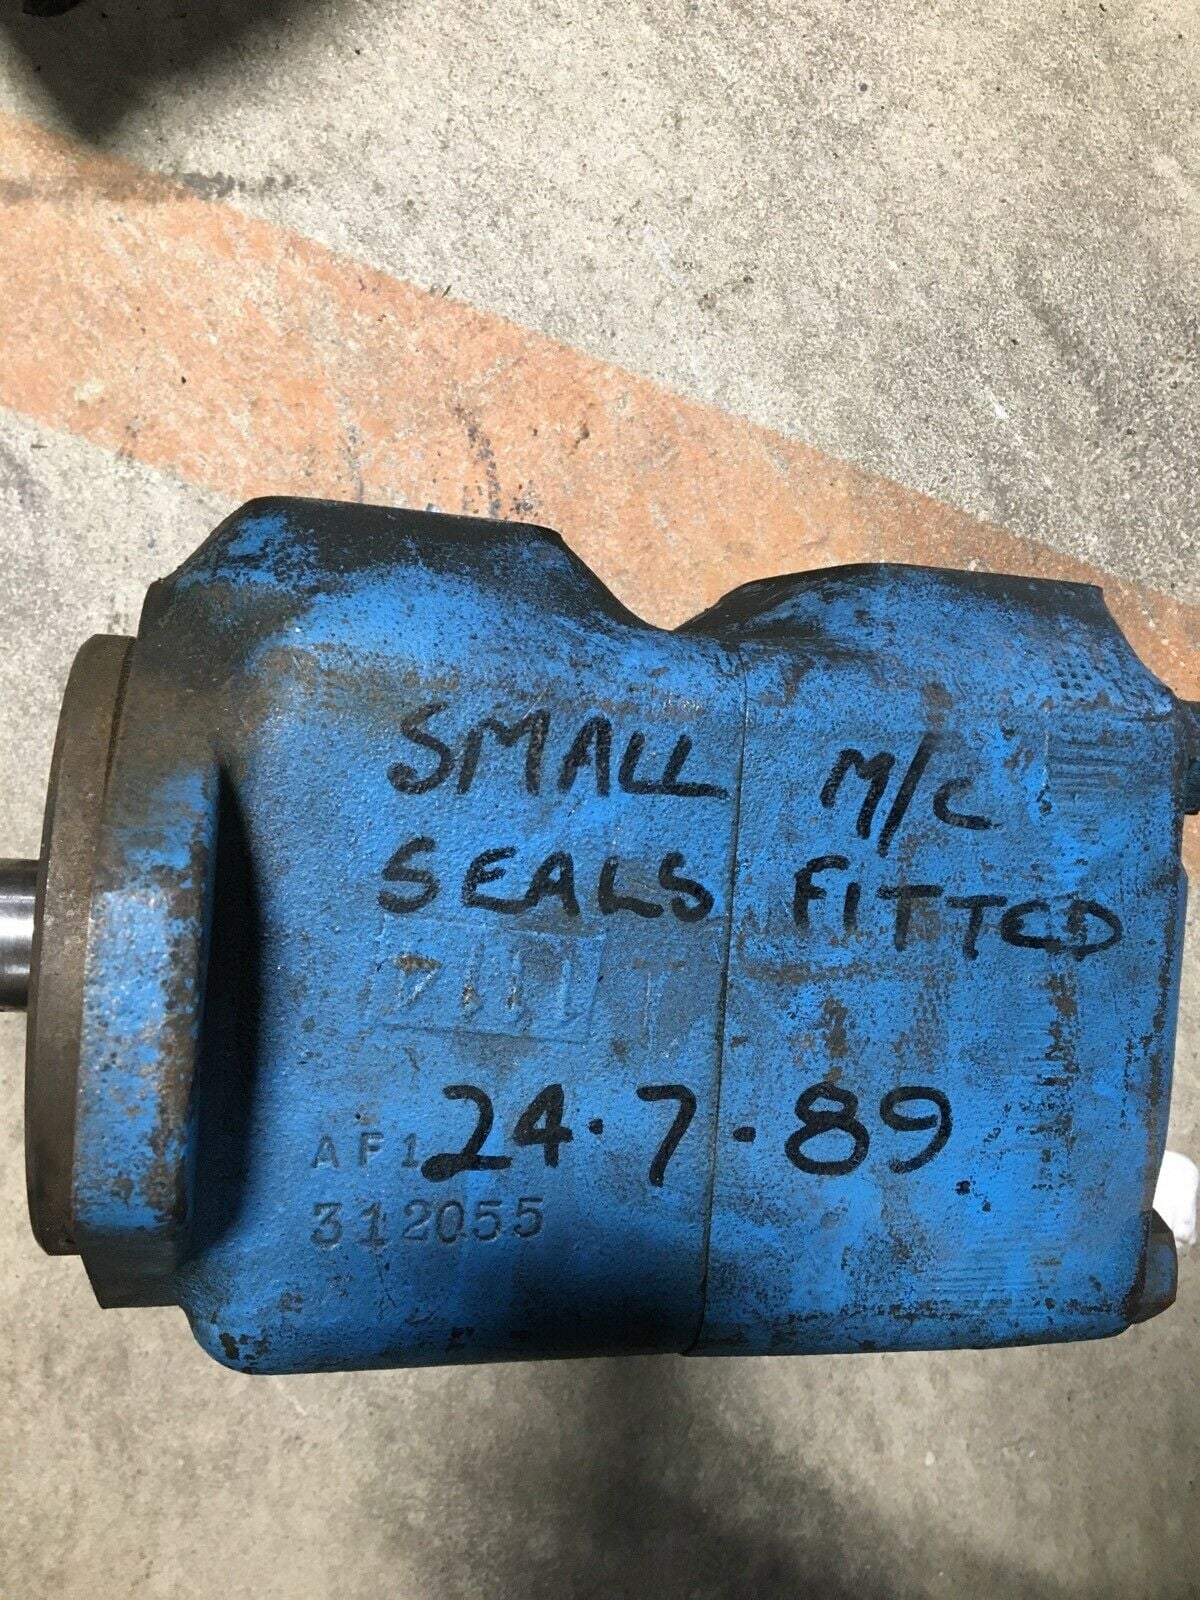 SMALL M/C
SEALS FITTED
24.7.89
AF1
312055